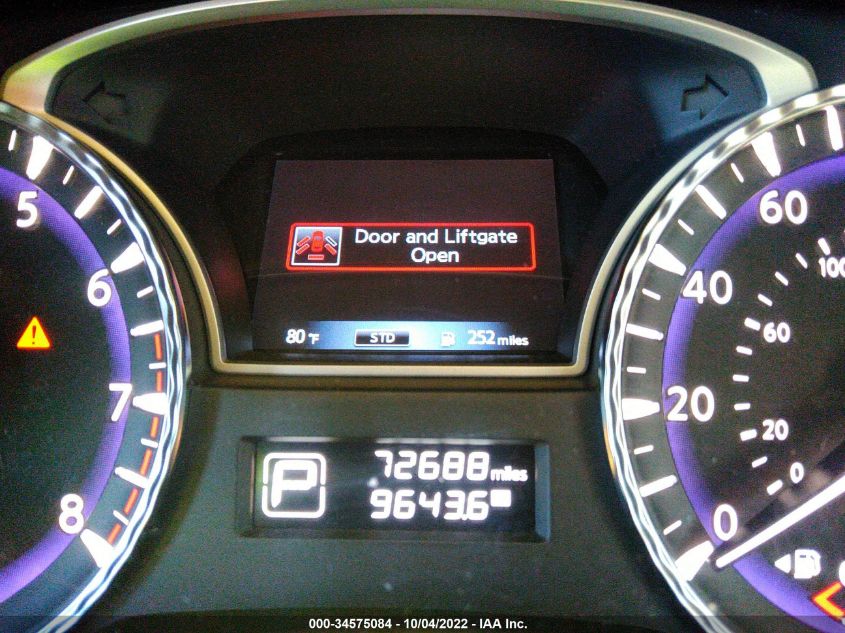 Door and Liftgate
Open
80 °F
STD
252 miles
P
72688 miles
9643.6
5
6
7
8
60
40
20
0
100
60
20
0
000-34575084 - 10/04/2022 - IAA Inc.